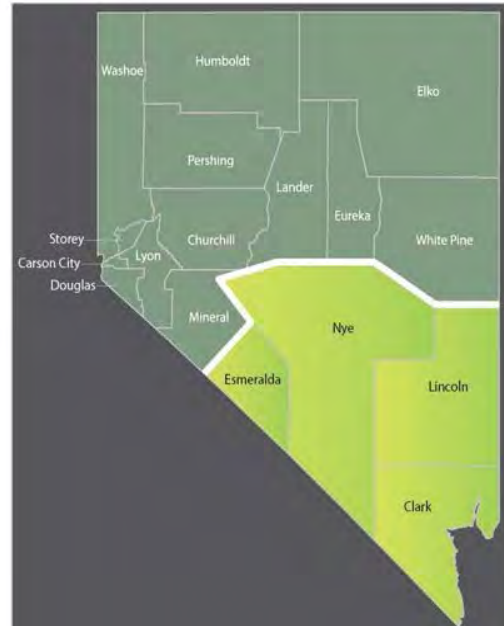 Washoe
Humboldt
Elko
Pershing
Lander
Eureka
White Pine
Storey
Lyon
Churchill
Carson City
Douglas
Mineral
Nye
Esmeralda
Lincoln
Clark